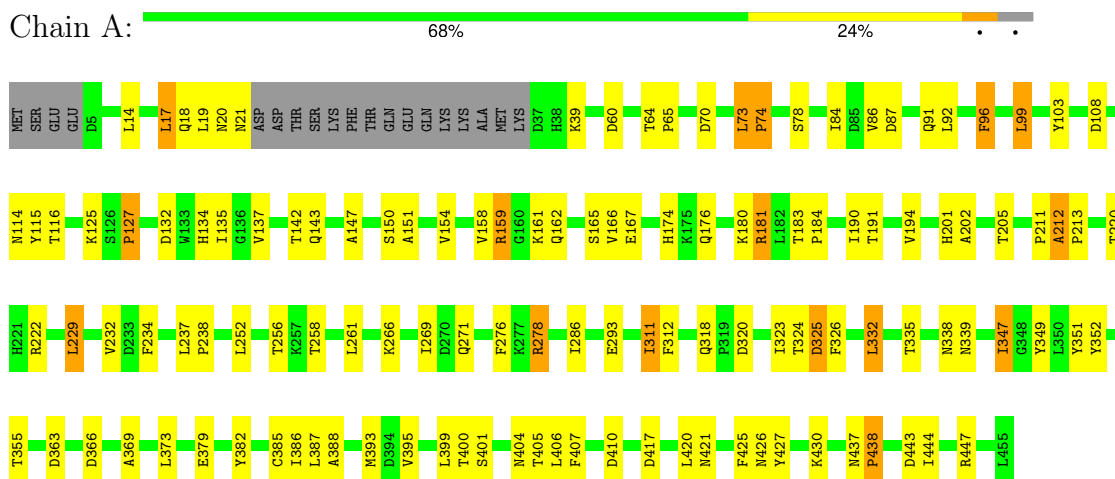 Chain A:
68% 24% • •
MET SER GLU GLU D5 L14 L17 Q18 L19 N20 N21 ASP ASP THR SER LYS PHE THR GLN GLU GLN LYS LYS ALA MET LYS D37 H38 K39 D60 T64 P65 D70 L73 P74 S78 I84 D85 V86 D87 Q91 L92 F96 L99 Y103 D108
N114 Y115 T116 K125 S126 P127 D132 W133 H134 I135 G136 V137 T142 Q143 A147 S150 A151 V154 V158 R159 G160 K161 Q162 S165 V166 E167 H174 K175 Q176 K180 R181 L182 T183 P184 I190 T191 V194 H201 A202 T205 P211 A212 P213
H221 R222 L229 V232 D233 F234 L237 P238 L252 T256 K257 T258 L261 K266 I269 D270 Q271 F276 K277 R278 I286 E293 I311 F312 Q318 P319 D320 I323 T324 D325 F326 L332 T335 N338 N339 I347 G348 Y349 L350 Y351 Y352
T355 D363 D366 A369 L373 E379 Y382 C385 I386 L387 A388 M393 D394 V395 L399 T400 S401 N404 T405 L406 F407 D410 D417 L420 N421 F425 N426 Y427 K430 N437 P438 D443 I444 R447 L455